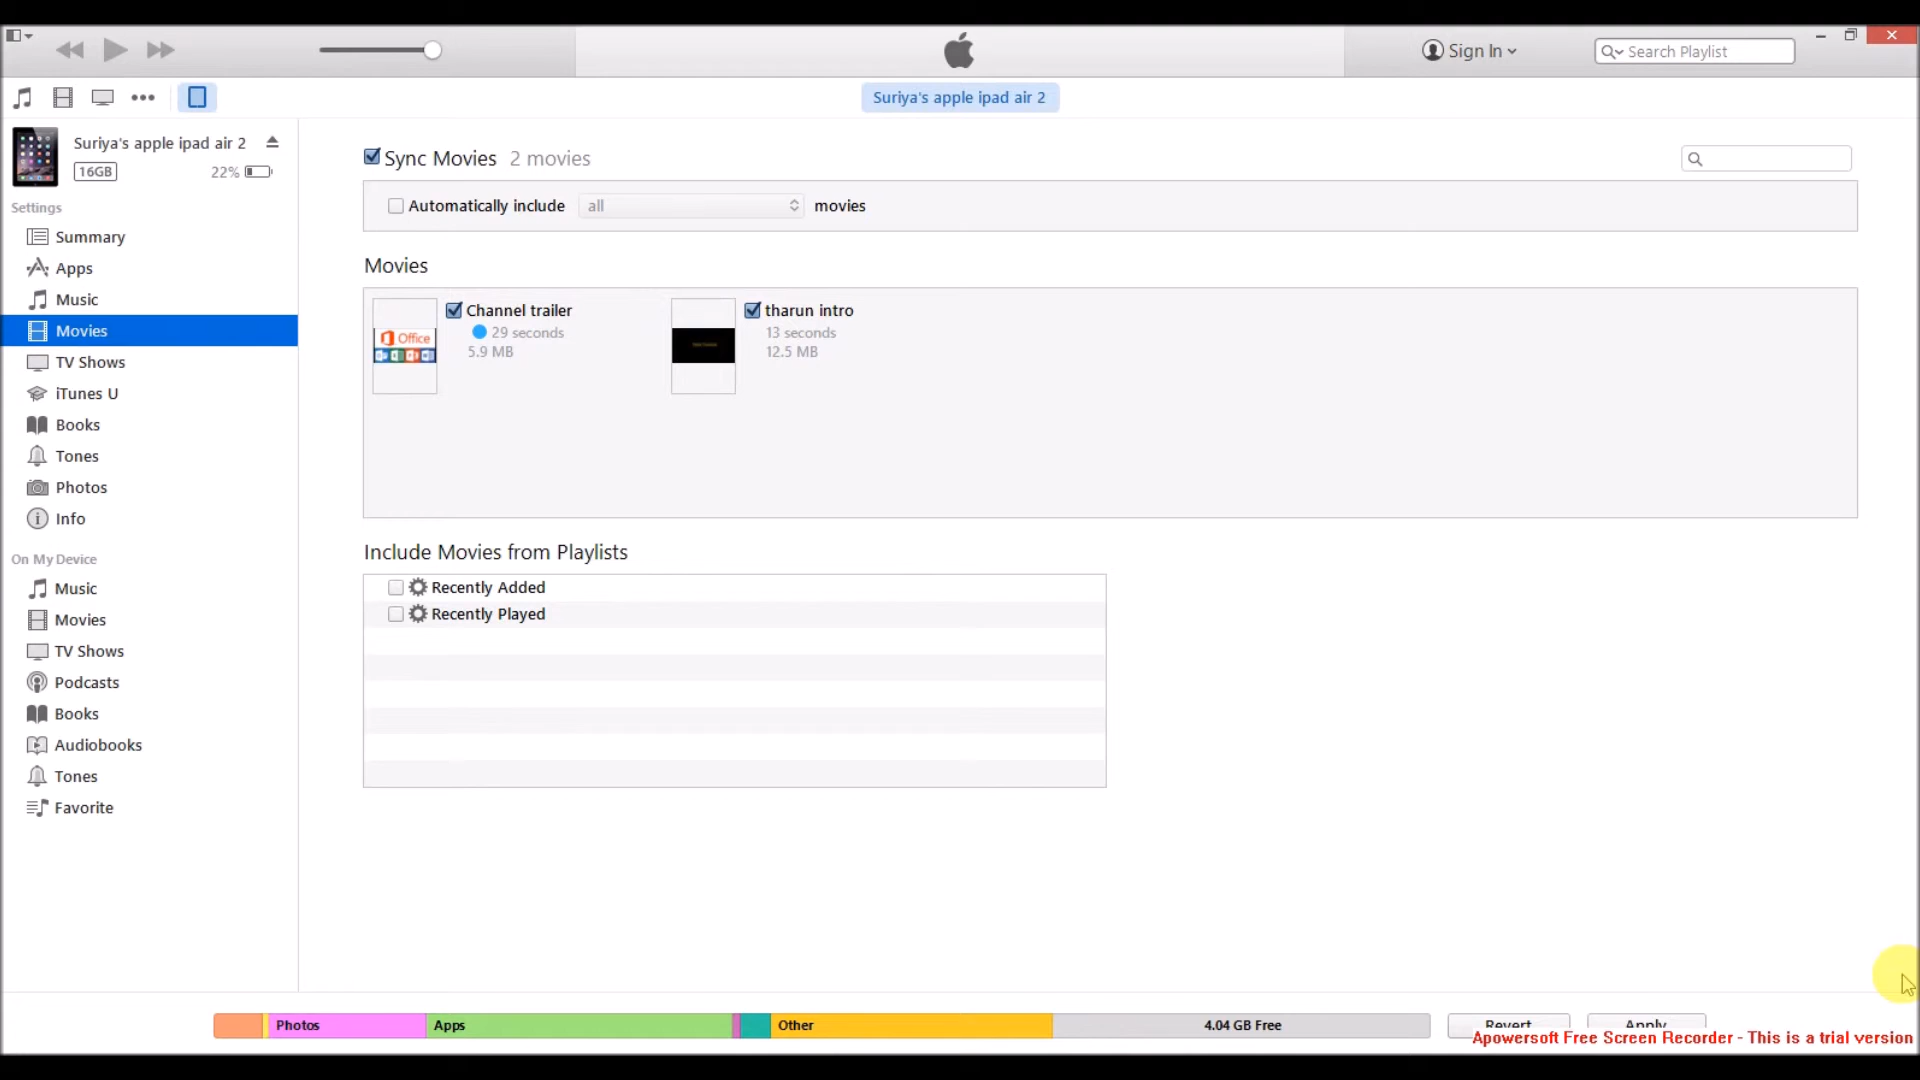 Sign In
Search Playlist
Suriya's apple ipad air 2
Suriya's apple ipad air 2
16GB
22%
Settings
Summary
Apps
Music
Movies
TV Shows
iTunes U
Books
Tones
Photos
Info
On My Device
Music
Movies
TV Shows
Podcasts
Books
Audiobooks
Tones
Favorite
Sync Movies 2 movies
Automatically include all movies
Movies
Office
Channel trailer
29 seconds
5.9 MB
tharun intro
13 seconds
12.5 MB
Include Movies from Playlists
Recently Added
Recently Played
Photos
Apps
Other
4.04 GB Free
Revert
Apply
Apowersoft Free Screen Recorder - This is a trial version